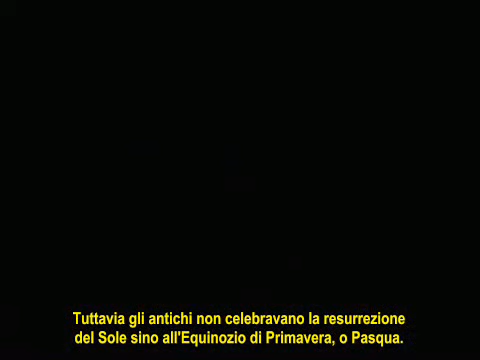 Tuttavia gli antichi non celebravano la resurrezione
del Sole sino all'Equinozio di Primavera, o Pasqua.